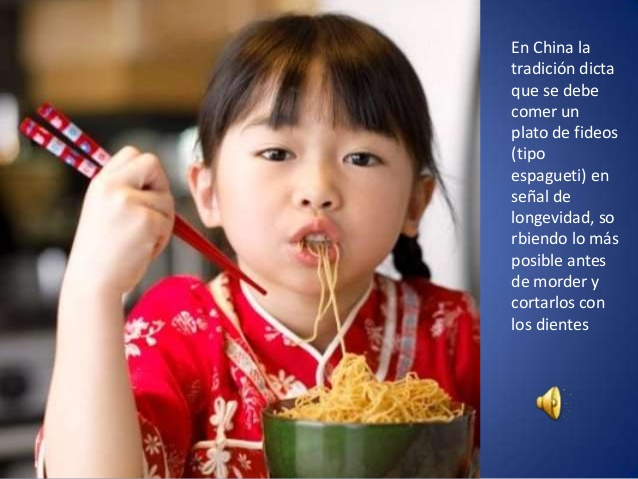 En China la
tradición dicta
que se debe
comer un
plato de fideos
(tipo
espagueti) en
señal de
longevidad, so
rbiendo lo más
posible antes
de morder y
cortarlos con
los dientes